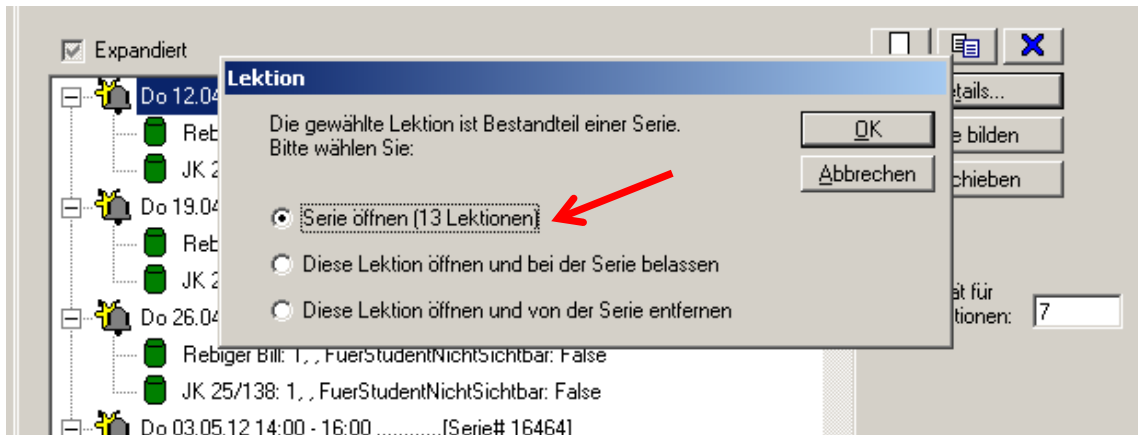 Expandiert
Lektion
Do 12.04
Die gewählte Lektion ist Bestandteil einer Serie.
Bitte wählen Sie:
OK
Abbrechen
Serie öffnen (13 Lektionen)
Diese Lektion öffnen und bei der Serie belassen
Diese Lektion öffnen und von der Serie entfernen
etails...
e bilden
chieben
Reb
JK 2
Do 19.04
Reb
JK 2
Do 26.04
ät für
tionen: 7
Rebiger Bill: 1, , FuerStudentNichtSichtbar: False
JK 25/138: 1, , FuerStudentNichtSichtbar: False
Do 03.05.12 14:00 - 16:00 ............[Serie# 16464]